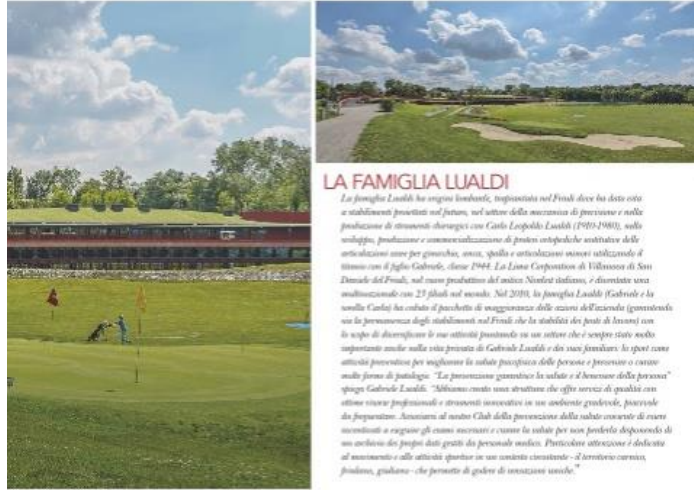 LA FAMIGLIA LUALDI
La famiglia Lualdi ha origini lombarde, trapiantata nel Friuli dove ha dato vita
a stabilimenti proiettati nel futuro, nel settore della meccanica di precisione e nella
produzione di strumenti chirurgici con Carlo Leopoldo Lualdi (1910-1980), nello
sviluppo, produzione e commercializzazione di protesi ortopediche sostitutive delle
articolazioni usate per ginocchio, anca, spalla e articolazioni minori utilizzando il
titanio con il figlio Gabriele, classe 1944. La Lima Corporation di Villanova di San
Daniele del Friuli, nel cuore produttivo del mitico Nordest italiano, è diventata una
multinazionale con 23 filiali nel mondo. Nel 2010, la famiglia Lualdi (Gabriele e la
sorella Carla) ha ceduto il pacchetto di maggioranza delle azioni dell'azienda (garantendo
sia la permanenza degli stabilimenti nel Friuli che la stabilità dei posti di lavoro) con
lo scopo di diversificare le sue attività puntando su un settore che è sempre stato molto
importante anche nella vita privata di Gabriele Lualdi e dei suoi familiari: lo sport come
attività preventiva per migliorare la salute psicofisica delle persone e prevenire o curare
molte forme di patologie. "La prevenzione garantisce la salute e il benessere della persona"
spiega Gabriele Lualdi. "Abbiamo creato una struttura che offre servizi di qualità con
ottime risorse professionali e strumenti innovativi in un ambiente gradevole, piacevole
da frequentare. Associarsi al nostro Club della prevenzione della salute consente di essere
incentivati a eseguire gli esami necessari e curare la salute per non perderla disponendo di
un archivio dei propri dati gestiti da personale medico. Particolare attenzione è dedicata
al movimento e alle attività sportive in un contesto circostante - il territorio carnico,
friulano, giuliano - che permette di godere di sensazioni uniche."